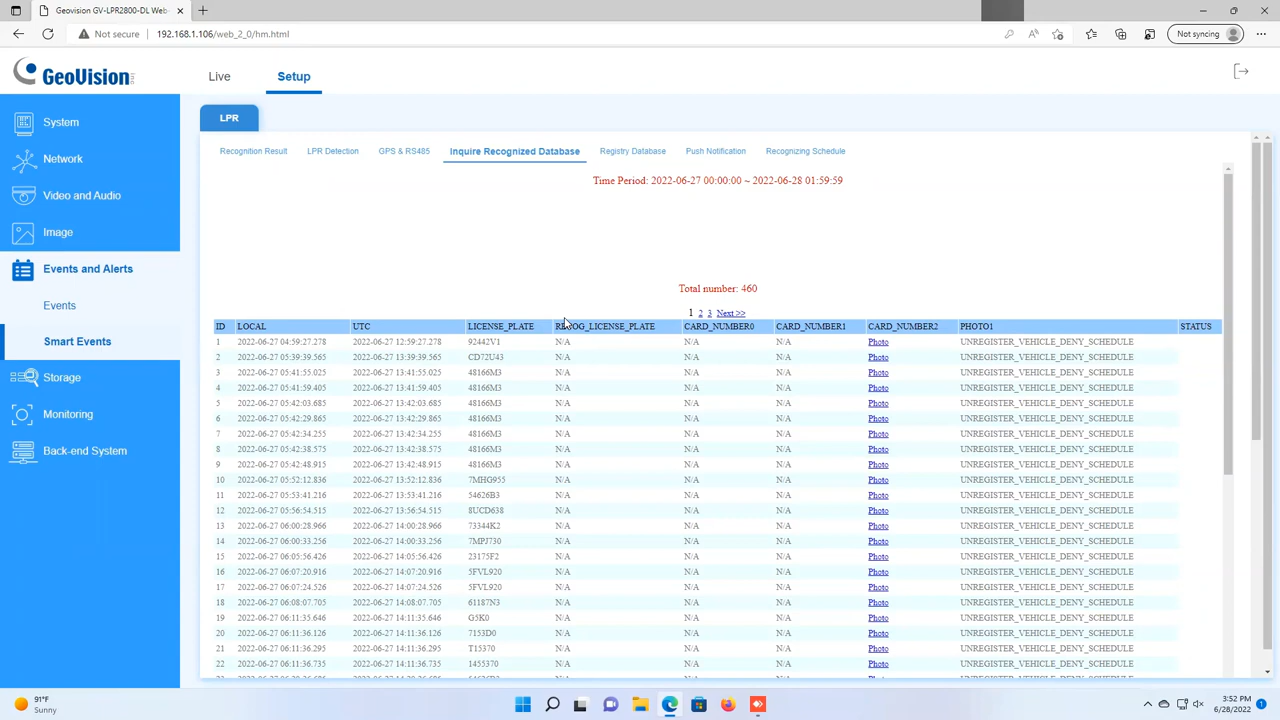 Geovision GV-LPR2800-DL Web
Not secure 192.168.1.106/web_2_0/hm.html Not syncing
GeoVision Inc Live Setup
System
Network
Video and Audio
Image
Events and Alerts
Events
Smart Events
Storage
Monitoring
Back-end System
LPR
Recognition Result LPR Detection GPS & RS485 Inquire Recognized Database Registry Database Push Notification Recognizing Schedule
Time Period: 2022-06-27 00:00:00 ~ 2022-06-28 01:59:59
Total number: 460
1 2 3 Next >>
ID LOCAL UTC LICENSE_PLATE RECOG_LICENSE_PLATE CARD_NUMBER0 CARD_NUMBER1 CARD_NUMBER2 PHOTO1 STATUS
1 2022-06-27 04:59:27.278 2022-06-27 12:59:27.278 92442V1 N/A N/A N/A Photo UNREGISTER_VEHICLE_DENY_SCHEDULE
2 2022-06-27 05:39:39.565 2022-06-27 13:39:39.565 CD72U43 N/A N/A N/A Photo UNREGISTER_VEHICLE_DENY_SCHEDULE
3 2022-06-27 05:41:55.025 2022-06-27 13:41:55.025 48166M3 N/A N/A N/A Photo UNREGISTER_VEHICLE_DENY_SCHEDULE
4 2022-06-27 05:41:59.405 2022-06-27 13:41:59.405 48166M3 N/A N/A N/A Photo UNREGISTER_VEHICLE_DENY_SCHEDULE
5 2022-06-27 05:42:03.685 2022-06-27 13:42:03.685 48166M3 N/A N/A N/A Photo UNREGISTER_VEHICLE_DENY_SCHEDULE
6 2022-06-27 05:42:29.865 2022-06-27 13:42:29.865 48166M3 N/A N/A N/A Photo UNREGISTER_VEHICLE_DENY_SCHEDULE
7 2022-06-27 05:42:34.255 2022-06-27 13:42:34.255 48166M3 N/A N/A N/A Photo UNREGISTER_VEHICLE_DENY_SCHEDULE
8 2022-06-27 05:42:38.575 2022-06-27 13:42:38.575 48166M3 N/A N/A N/A Photo UNREGISTER_VEHICLE_DENY_SCHEDULE
9 2022-06-27 05:42:48.915 2022-06-27 13:42:48.915 48166M3 N/A N/A N/A Photo UNREGISTER_VEHICLE_DENY_SCHEDULE
10 2022-06-27 05:52:12.836 2022-06-27 13:52:12.836 7MHG955 N/A N/A N/A Photo UNREGISTER_VEHICLE_DENY_SCHEDULE
11 2022-06-27 05:53:41.216 2022-06-27 13:53:41.216 54626B3 N/A N/A N/A Photo UNREGISTER_VEHICLE_DENY_SCHEDULE
12 2022-06-27 05:56:54.515 2022-06-27 13:56:54.515 8UCD638 N/A N/A N/A Photo UNREGISTER_VEHICLE_DENY_SCHEDULE
13 2022-06-27 06:00:28.966 2022-06-27 14:00:28.966 73344K2 N/A N/A N/A Photo UNREGISTER_VEHICLE_DENY_SCHEDULE
14 2022-06-27 06:00:33.256 2022-06-27 14:00:33.256 7MPJ730 N/A N/A N/A Photo UNREGISTER_VEHICLE_DENY_SCHEDULE
15 2022-06-27 06:05:56.426 2022-06-27 14:05:56.426 23175F2 N/A N/A N/A Photo UNREGISTER_VEHICLE_DENY_SCHEDULE
16 2022-06-27 06:07:20.916 2022-06-27 14:07:20.916 5FVL920 N/A N/A N/A Photo UNREGISTER_VEHICLE_DENY_SCHEDULE
17 2022-06-27 06:07:24.526 2022-06-27 14:07:24.526 5FVL920 N/A N/A N/A Photo UNREGISTER_VEHICLE_DENY_SCHEDULE
18 2022-06-27 06:08:07.705 2022-06-27 14:08:07.705 61187N3 N/A N/A N/A Photo UNREGISTER_VEHICLE_DENY_SCHEDULE
19 2022-06-27 06:11:35.646 2022-06-27 14:11:35.646 G5K0 N/A N/A N/A Photo UNREGISTER_VEHICLE_DENY_SCHEDULE
20 2022-06-27 06:11:36.126 2022-06-27 14:11:36.126 7153D0 N/A N/A N/A Photo UNREGISTER_VEHICLE_DENY_SCHEDULE
21 2022-06-27 06:11:36.295 2022-06-27 14:11:36.295 T15370 N/A N/A N/A Photo UNREGISTER_VEHICLE_DENY_SCHEDULE
22 2022-06-27 06:11:36.735 2022-06-27 14:11:36.735 1455370 N/A N/A N/A Photo UNREGISTER_VEHICLE_DENY_SCHEDULE
91°F
Sunny
3:52 PM
6/28/2022
1